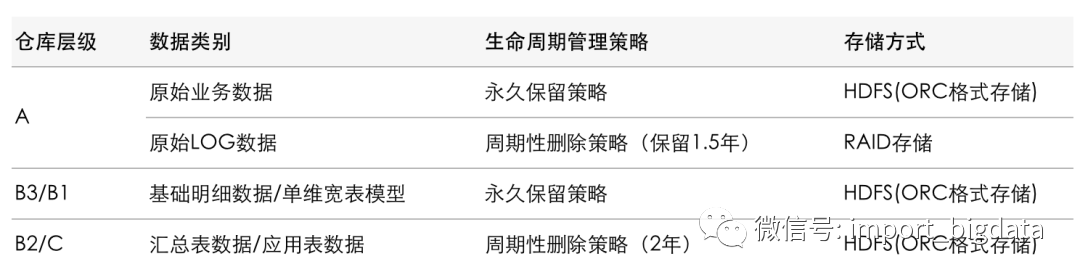 仓库层级 数据类别 生命周期管理策略 存储方式
A 原始业务数据 永久保留策略 HDFS(ORC格式存储)
原始LOG数据 周期性删除策略（保留1.5年） RAID存储
B3/B1 基础明细数据/单维宽表模型 永久保留策略 HDFS(ORC格式存储)
B2/C 汇总表数据/应用表数据 周期性删除策略（2年） HDFS(ORC格式存储)
微信号: import_bigdata